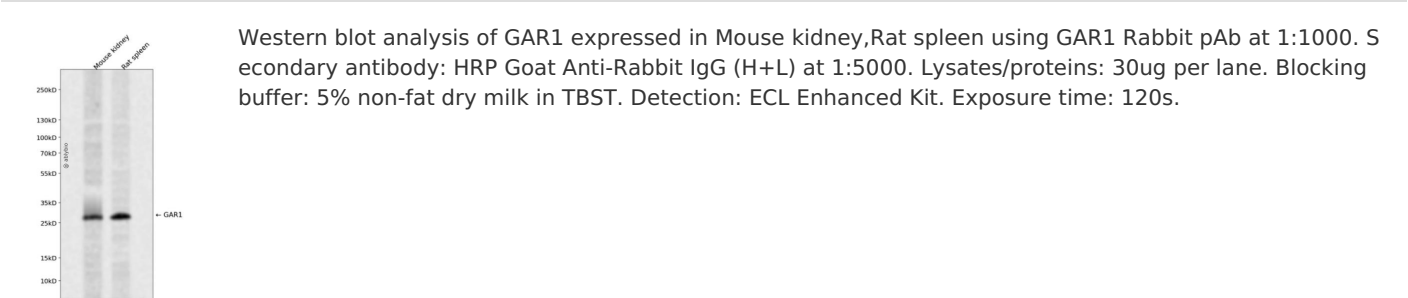 Mouse kidney
Rat spleen
Western blot analysis of GAR1 expressed in Mouse kidney,Rat spleen using GAR1 Rabbit pAb at 1:1000. S
econdary antibody: HRP Goat Anti-Rabbit IgG (H+L) at 1:5000. Lysates/proteins: 30ug per lane. Blocking
buffer: 5% non-fat dry milk in TBST. Detection: ECL Enhanced Kit. Exposure time: 120s.
250kD
130kD
100kD
70kD
55kD
35kD
← GAR1
25kD
15kD
10kD